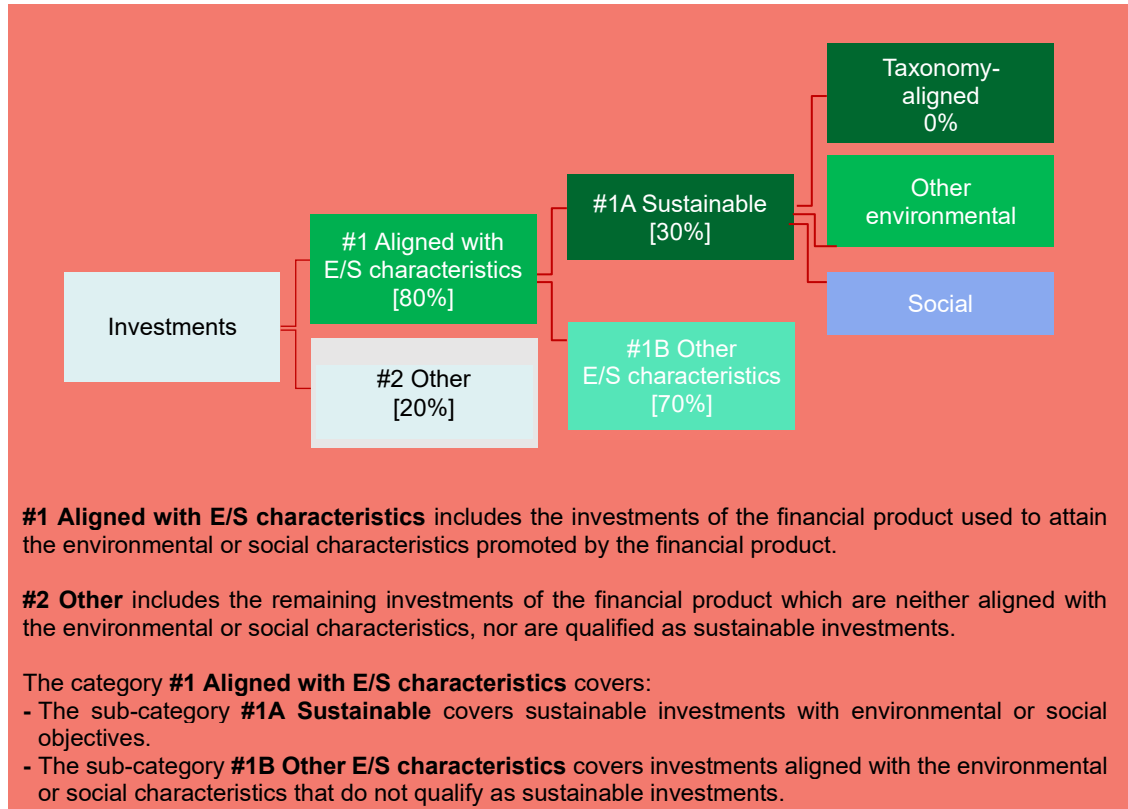 Taxonomy-
aligned
0%
Other
environmental
Social
#1A Sustainable
[30%]
#1B Other
E/S characteristics
[70%]
#1 Aligned with
E/S characteristics
[80%]
#2 Other
[20%]
Investments
#1 Aligned with E/S characteristics includes the investments of the financial product used to attain
the environmental or social characteristics promoted by the financial product.
#2 Other includes the remaining investments of the financial product which are neither aligned with
the environmental or social characteristics, nor are qualified as sustainable investments.
The category #1 Aligned with E/S characteristics covers:
- The sub-category #1A Sustainable covers sustainable investments with environmental or social
objectives.
- The sub-category #1B Other E/S characteristics covers investments aligned with the environmental
or social characteristics that do not qualify as sustainable investments.